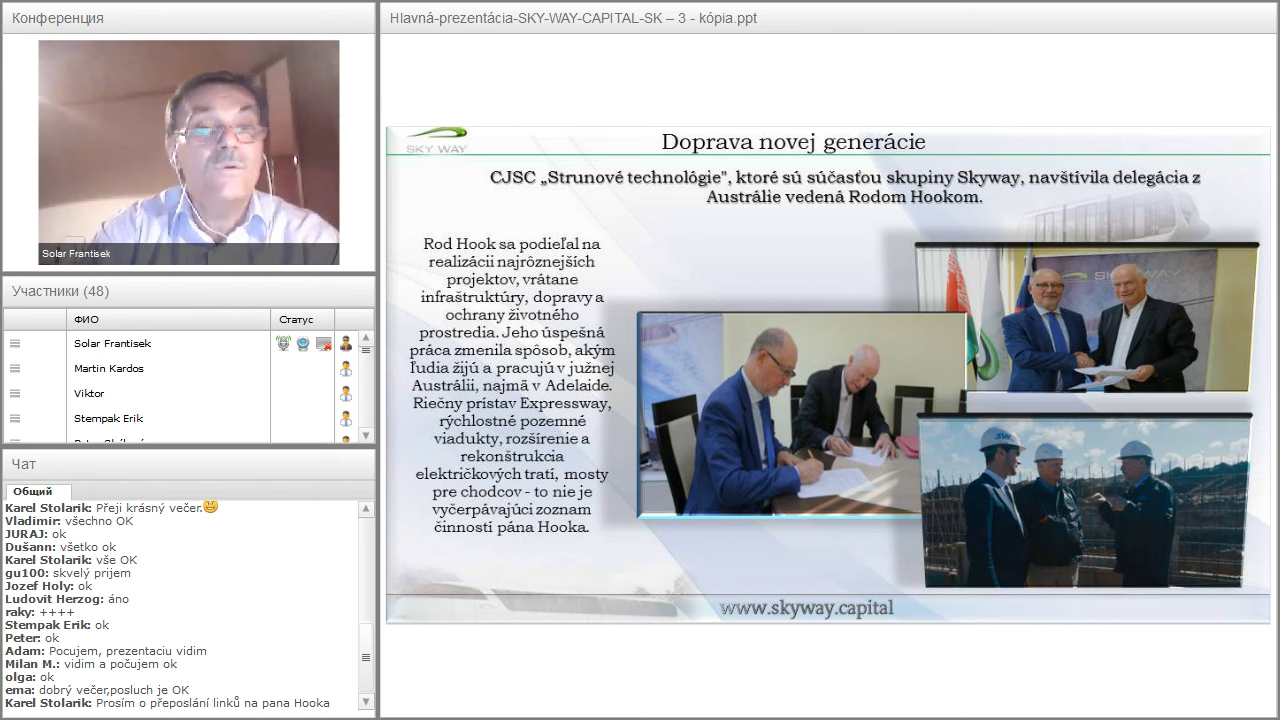 Конференция
Solar Frantisek
Участники (48)
ФИО
Статус
Solar Frantisek
Martin Kardos
Viktor
Stempak Erik
Чат
Общий
Karel Stolarik: Přeji krásný večer.
Vladimir: všechno OK
JURAJ: ok
Dušann: všetko ok
Karel Stolarik: vše OK
gu100: skvelý prijem
Jozef Holy: ok
Ludovit Herzog: áno
raky: ++++
Stempak Erik: ok
Peter: ok
Adam: Pocujem, prezentaciu vidim
Milan M.: vidim a počujem ok
olga: ok
ema: dobrý večer,posluch je OK
Karel Stolarik: Prosím o přeposlání linků na pana Hooka
Hlavná-prezentácia-SKY-WAY-CAPITAL-SK – 3 - kópia.ppt
SKY WAY
Doprava novej generácie
CJSC „Strunové technológie", ktoré sú súčasťou skupiny Skyway, navštívila delegácia z
Austrálie vedená Rodom Hookom.
Rod Hook sa podieľal na
realizácii najrôznejších
projektov, vrátane
infraštruktúry, dopravy a
ochrany životného
prostredia. Jeho úspešná
práca zmenila spôsob, akým
ľudia žijú a pracujú v južnej
Austrálii, najmä v Adelaide.
Riečny prístav Expressway,
rýchlostné pozemné
viadukty, rozšírenie a
rekonštrukcia
električkových tratí, mosty
pre chodcov - to nie je
vyčerpávajúci zoznam
činností pána Hooka.
SKY WAY
SW
www.skyway.capital